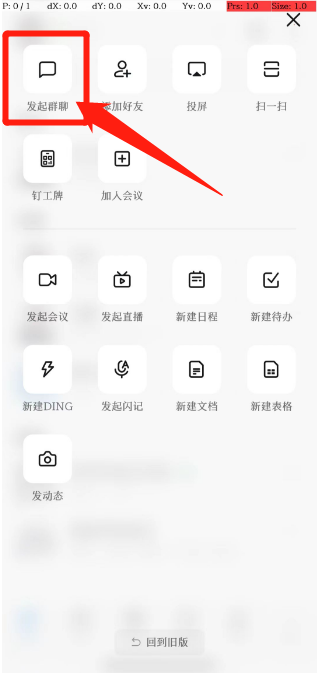 P: 0 / 1 dX: 0.0 dY: 0.0 Xv: 0.0 Yv: 0.0 Prs: 1.0 Size: 1.0
发起群聊 添加好友 投屏 扫一扫
钉工牌 加入会议
发起会议 发起直播 新建日程 新建待办
新建DING 发起闪记 新建文档 新建表格
发动态
回到旧版